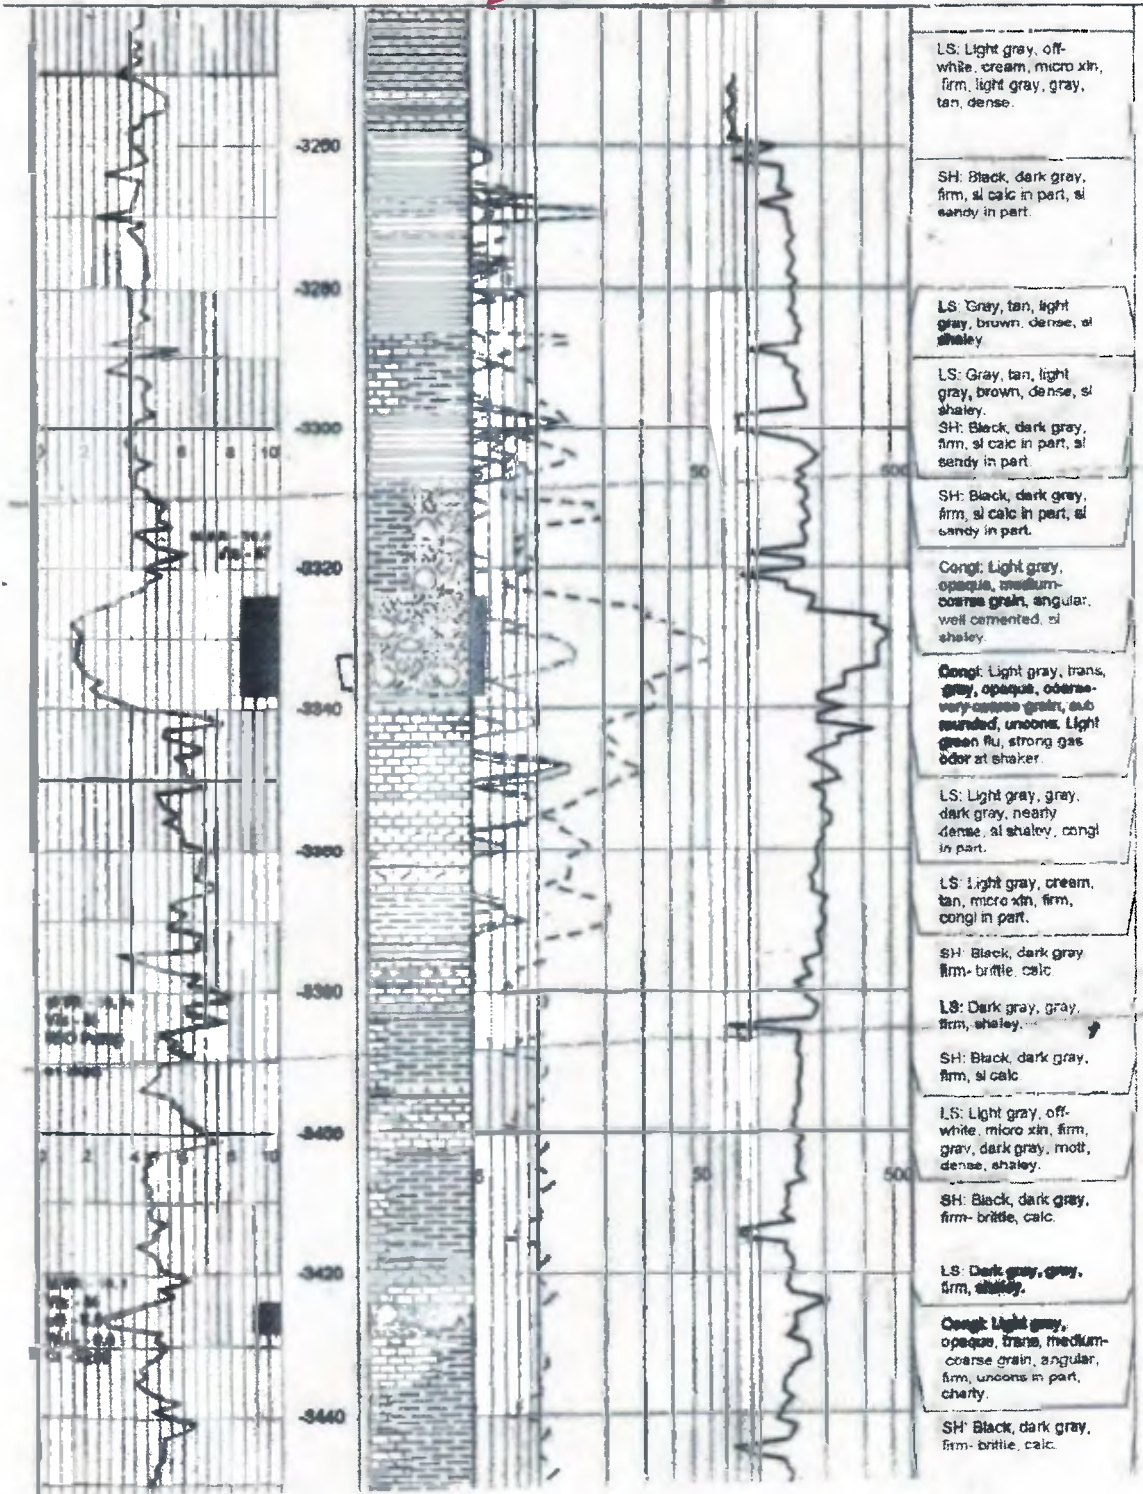 LS: Light gray, off-
white, cream, micro xln,
firm, light gray, gray,
tan, dense.
-3260
SH: Black, dark gray,
firm, sl calc in part, sl
sandy in part.
-3280
LS: Gray, tan, light
gray, brown, dense, sl
shaley
LS: Gray, tan, light
gray, brown, dense, sl
shaley.
-3300
SH: Black, dark gray,
firm, sl calc in part, sl
sandy in part.
6 8 10
50
500
SH: Black, dark gray,
firm, sl calc in part, sl
sandy in part.
-3320
Congl: Light gray,
opaque, medium-
coarse grain, angular,
well cemented, sl
shaley.
Congl: Light gray, trans,
gray, opaque, coarse-
very coarse grain, sub
rounded, uncons. Light
green flu, strong gas
odor at shaker.
-3340
LS: Light gray, gray,
dark gray, nearly
dense, sl shaley, congl
in part.
-3360
LS: Light gray, cream,
tan, micro xln, firm,
congl in part.
SH: Black, dark gray
firm- brittle, calc
-3380
LS: Dark gray, gray,
firm, shaley.
SH: Black, dark gray,
firm, sl calc
LS: Light gray, off-
white, micro xln, firm,
gray, dark gray, mott,
dense, shaley.
-3400
2 4 6 8 10
50
500
SH: Black, dark gray,
firm- brittle, calc.
-3420
LS: Dark gray, gray,
firm, shaley.
Congl: Light gray,
opaque, trans, medium-
coarse grain, angular,
firm, uncons in part,
cherty.
-3440
SH: Black, dark gray,
firm- brittle, calc.